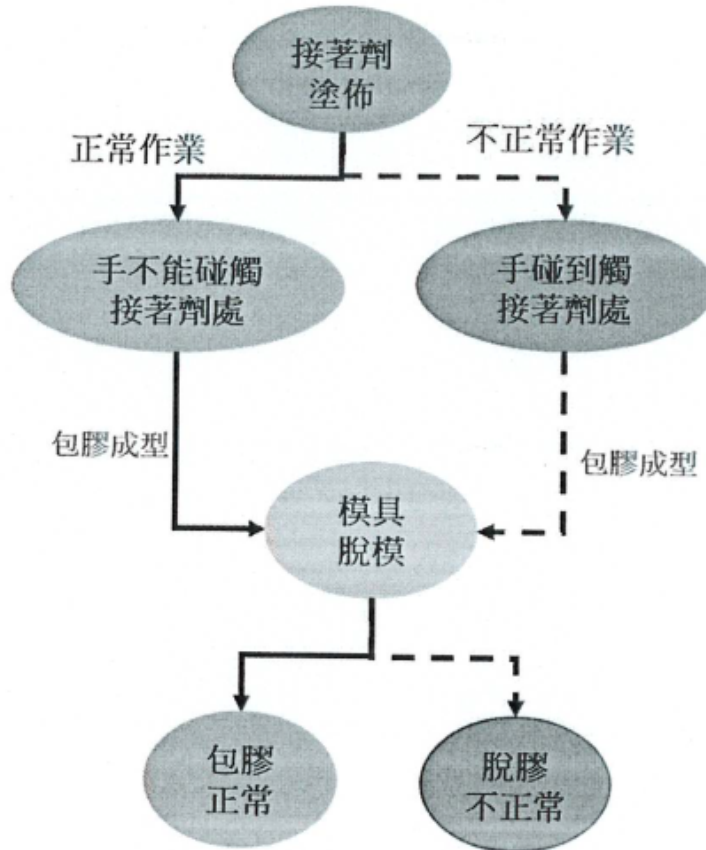 接著劑
塗佈
正常作業
不正常作業
手不能碰觸
接著劑處
手碰到觸
接著劑處
包膠成型
包膠成型
模具
脫模
包膠
正常
脫膠
不正常